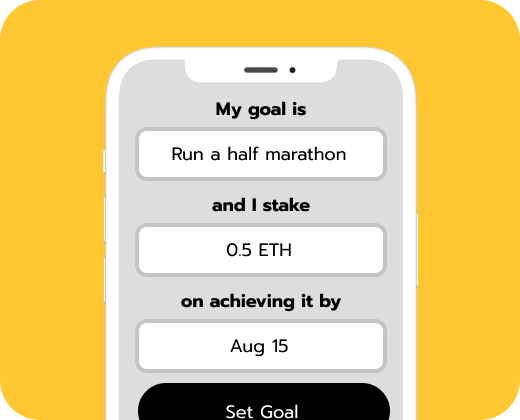 My goal is
Run a half marathon
and I stake
0.5 ETH
on achieving it by
Aug 15
Set Goal